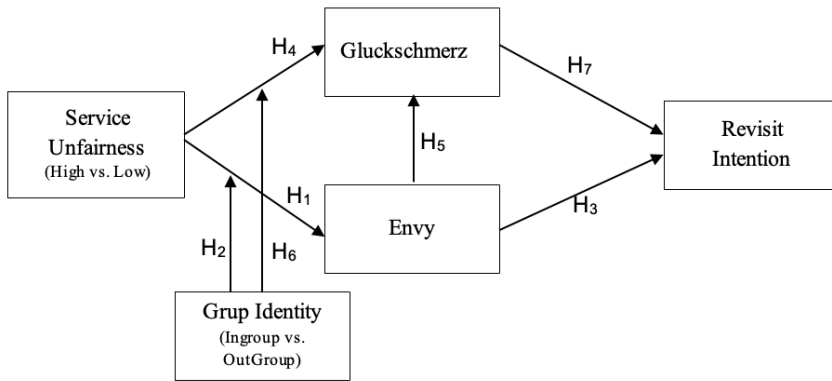 Gluckschmerz
H₄
H₇
Service
Unfairness
(High vs. Low)
Revisit
Intention
H₅
H₁
Envy
H₃
H₂
H₆
Grup Identity
(Ingroup vs.
OutGroup)